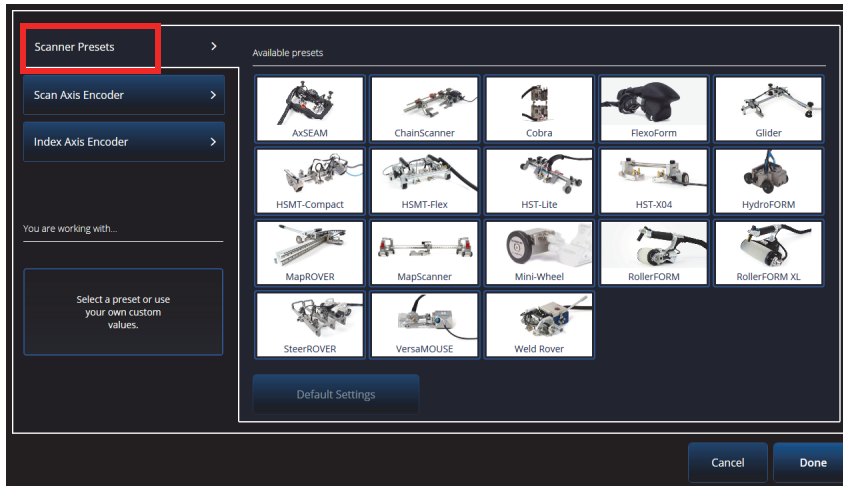 Scanner Presets
Scan Axis Encoder
Index Axis Encoder
You are working with...
Select a preset or use
your own custom
values.
Available presets
AxSEAM
ChainScanner
Cobra
FlexoForm
Glider
HSMT-Compact
HSMT-Flex
HST-Lite
HST-X04
HydroFORM
MapROVER
MapScanner
Mini-Wheel
RollerFORM
RollerFORM XL
SteerROVER
VersaMOUSE
Weld Rover
Default Settings
Cancel
Done